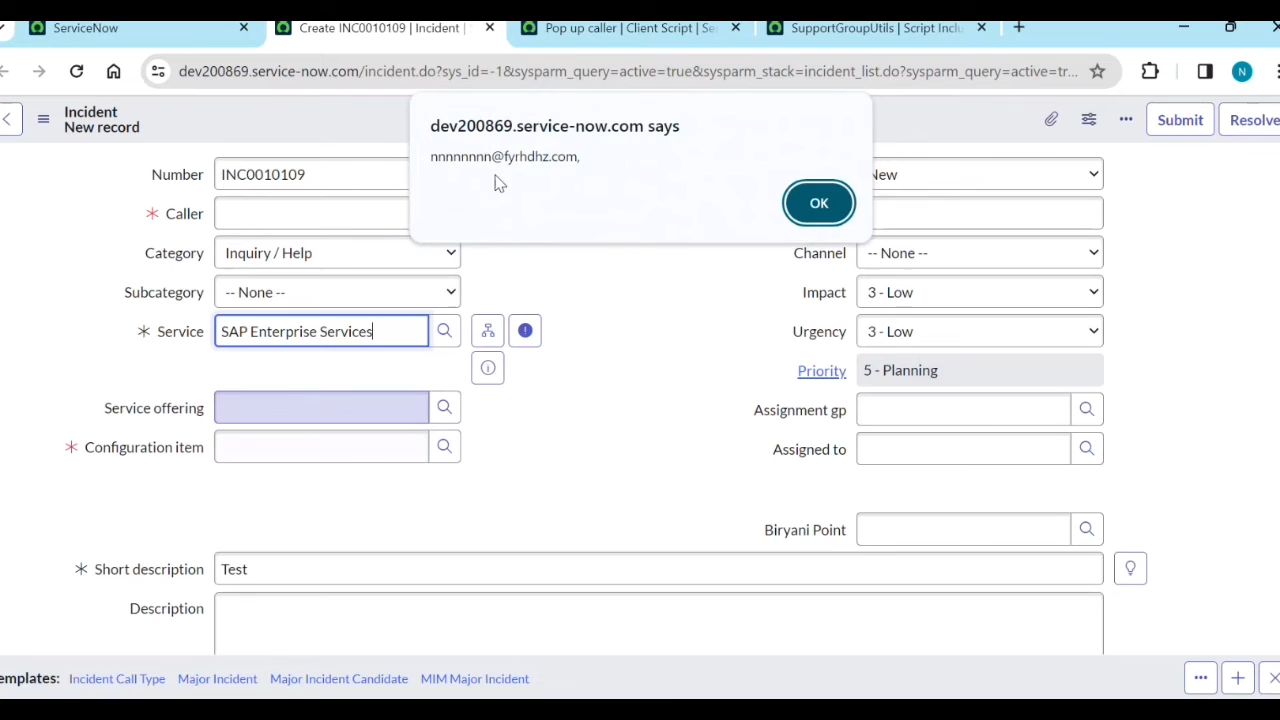 ServiceNow
Create INC0010109 | Incident |
Pop up caller | Client Script | Se
SupportGroupUtils | Script Inclu
dev200869.service-now.com/incident.do?sys_id=-1&sysparm_query=active=true&sysparm_stack=incident_list.do?sysparm_query=active=tr...
N
Incident
New record
Submit
Resolve
dev200869.service-now.com says
nnnnnnnn@fyrhdhz.com,
OK
Number INC0010109
New
* Caller
Category Inquiry / Help
Channel -- None --
Subcategory -- None --
Impact 3 - Low
* Service SAP Enterprise Services
Urgency 3 - Low
Priority 5 - Planning
Service offering
Assignment gp
* Configuration item
Assigned to
Biryani Point
* Short description Test
Description
emplates: Incident Call Type Major Incident Major Incident Candidate MIM Major Incident